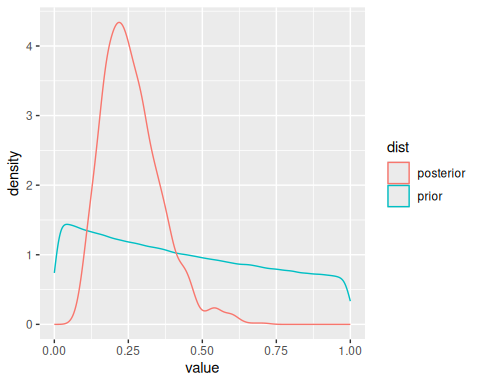 density
4
3
2
1
0
0.00 0.25 0.50 0.75 1.00
value
dist
posterior
prior